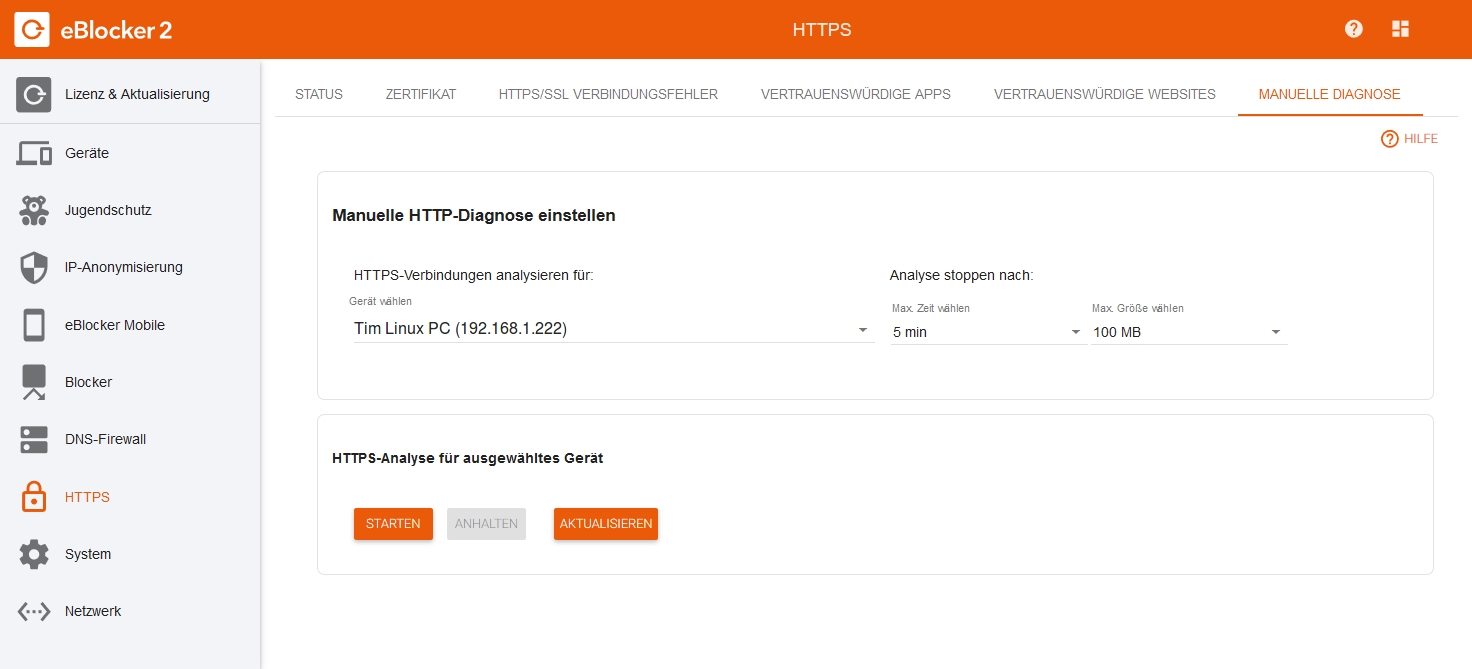 eBlocker 2
HTTPS
Lizenz & Aktualisierung
Geräte
Jugendschutz
IP-Anonymisierung
eBlocker Mobile
Blocker
DNS-Firewall
HTTPS
System
Netzwerk
STATUS ZERTIFIKAT HTTPS/SSL VERBINDUNGSFEHLER VERTRAUENSWÜRDIGE APPS VERTRAUENSWÜRDIGE WEBSITES MANUELLE DIAGNOSE
HILFE
Manuelle HTTP-Diagnose einstellen
HTTPS-Verbindungen analysieren für:
Gerät wählen
Tim Linux PC (192.168.1.222)
Analyse stoppen nach:
Max. Zeit wählen Max. Größe wählen
5 min 100 MB
HTTPS-Analyse für ausgewähltes Gerät
STARTEN ANHALTEN AKTUALISIEREN